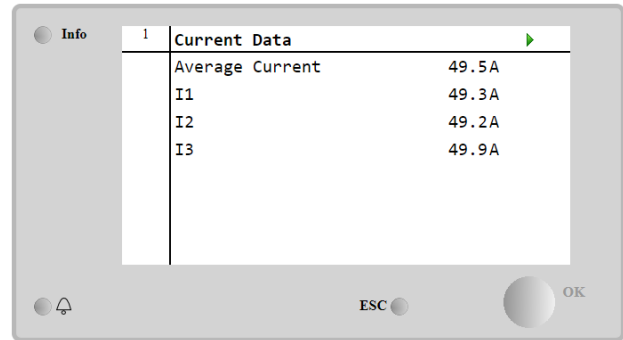 Info
1
Current Data
Average Current 49.5A
I1 49.3A
I2 49.2A
I3 49.9A
ESC
OK